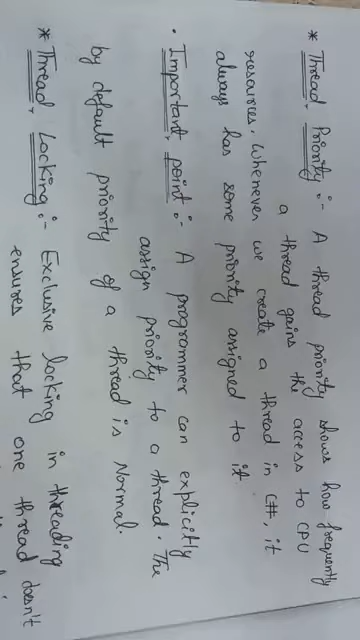 * Thread Priority :- A thread priority shows how frequently
a thread gains the access to CPU
resources. Whenever we create a thread in C#, it
always has some priority assigned to it.
• Important point :- A programmer can explicitly
assign priority to a thread. The
by default priority of a thread is Normal.
* Thread Locking :- Exclusive locking in threading
ensures that one thread doesn't